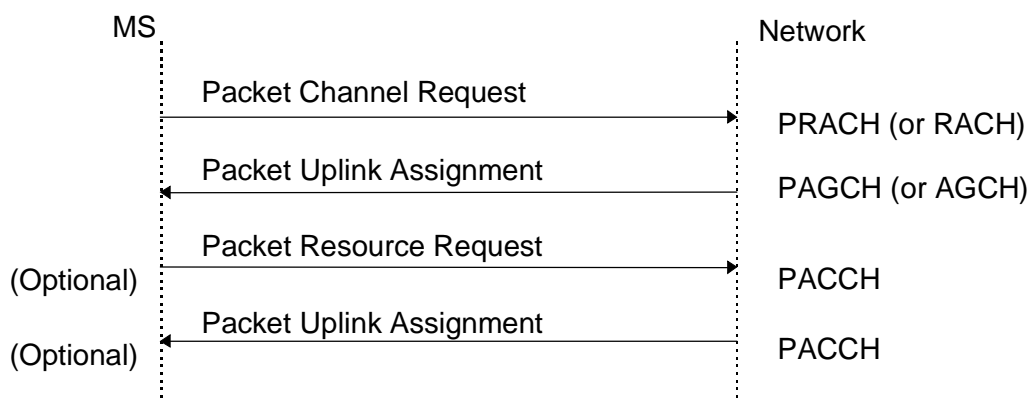 MS
Network
Packet Channel Request
PRACH (or RACH)
Packet Uplink Assignment
PAGCH (or AGCH)
Packet Resource Request
(Optional)
PACCH
Packet Uplink Assignment
(Optional)
PACCH